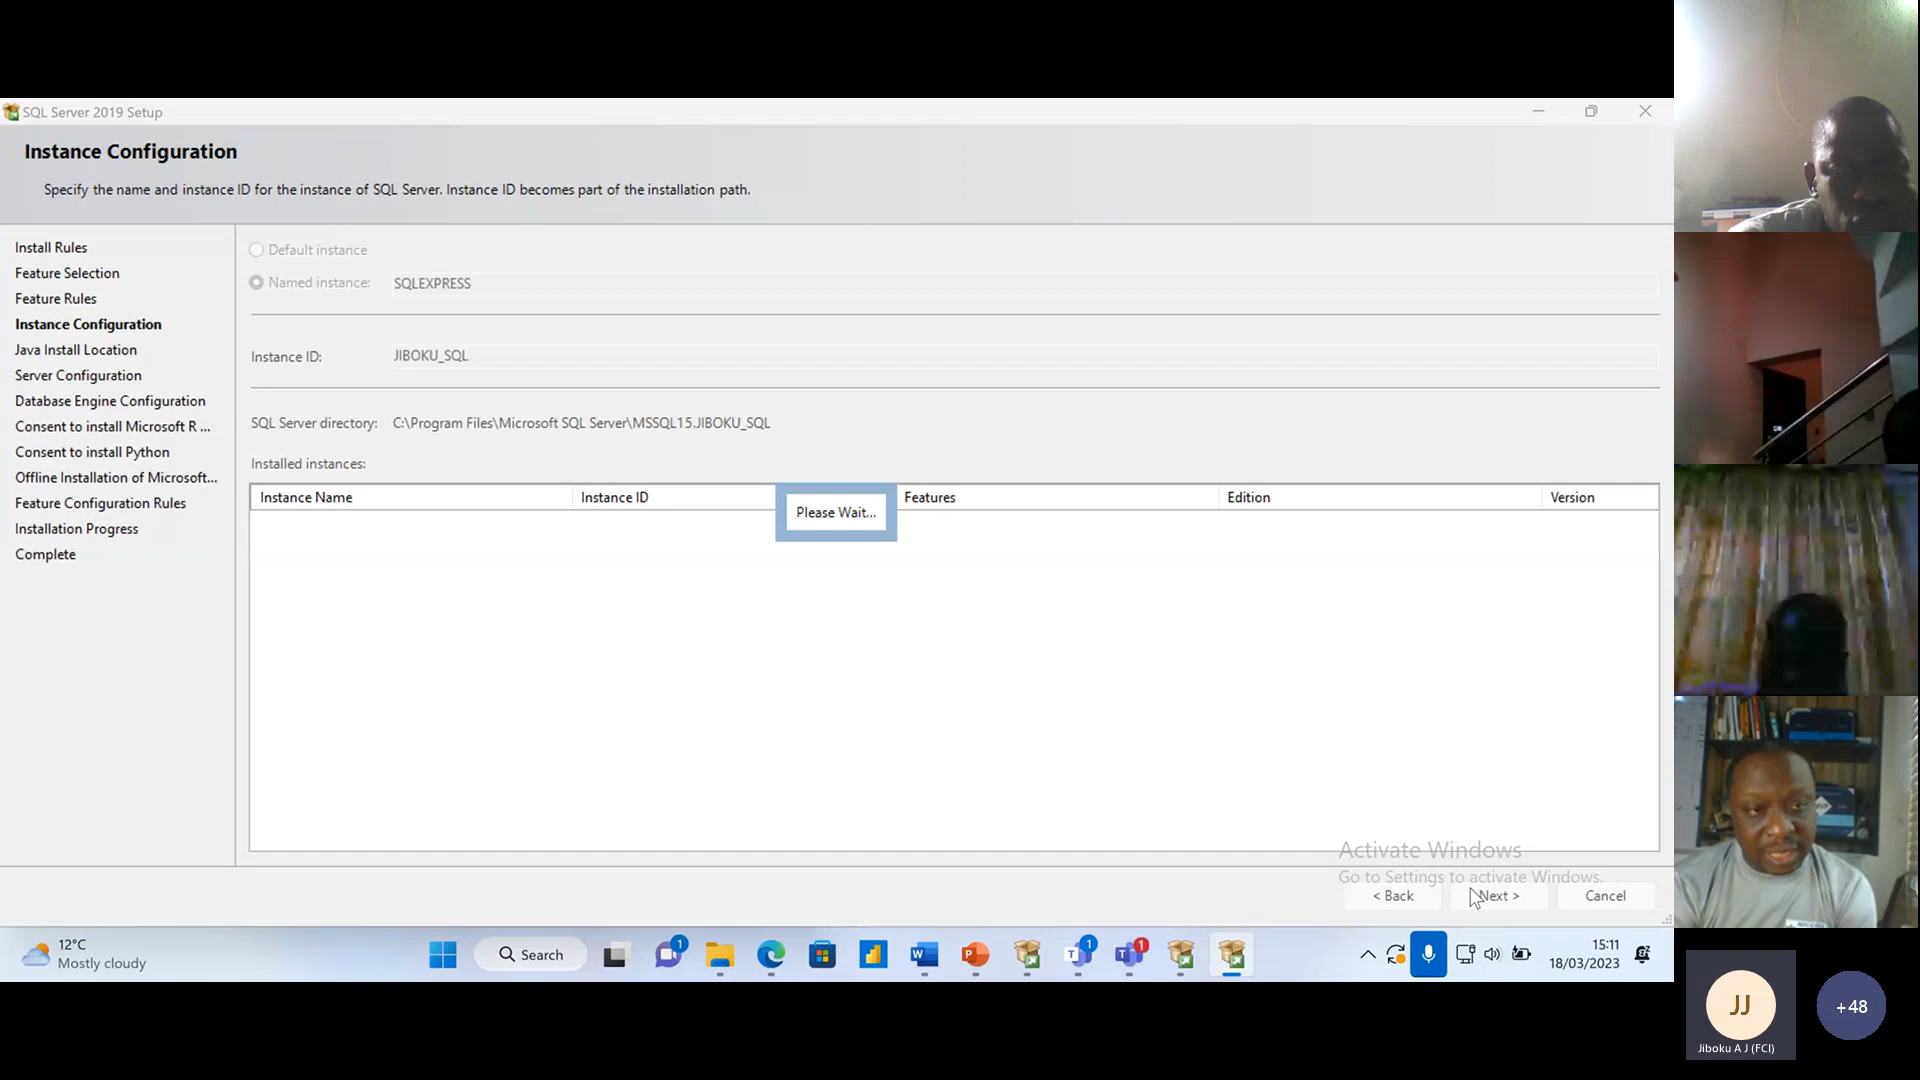 SQL Server 2019 Setup
Instance Configuration
Specify the name and instance ID for the instance of SQL Server. Instance ID becomes part of the installation path.
Install Rules
Feature Selection
Feature Rules
Instance Configuration
Java Install Location
Server Configuration
Database Engine Configuration
Consent to install Microsoft R ...
Consent to install Python
Offline Installation of Microsoft...
Feature Configuration Rules
Installation Progress
Complete
Default instance
Named instance: SQLEXPRESS
Instance ID: JIBOKU_SQL
SQL Server directory: C:\Program Files\Microsoft SQL Server\MSSQL15.JIBOKU_SQL
Installed instances:
Instance Name Instance ID Features Edition Version
Please Wait...
Activate Windows
Go to Settings to activate Windows.
< Back Next > Cancel
12°C
Mostly cloudy
Search
1
W
P
T 1
T 1
15:11
18/03/2023
JJ
Jiboku A J (FCI)
+48